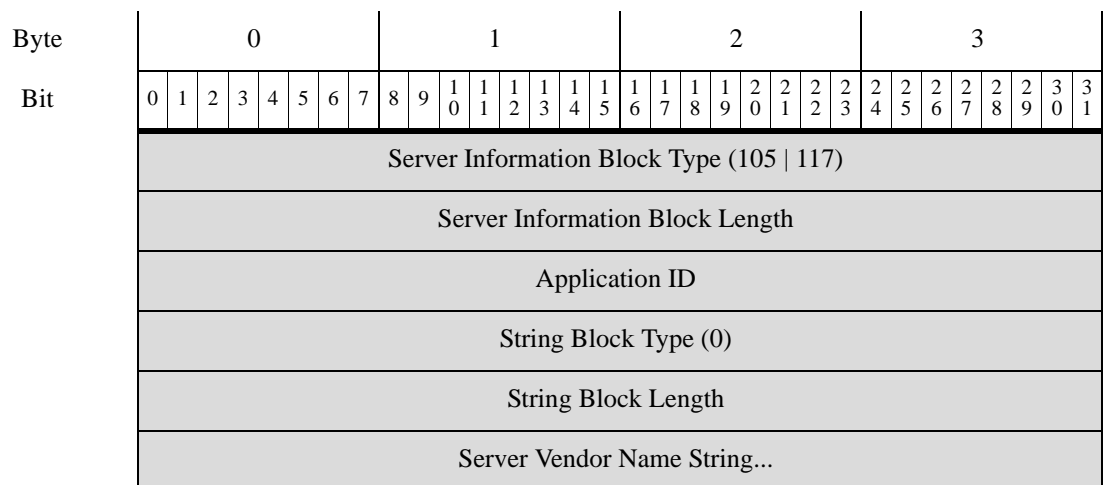 Byte 0 1 2 3
Bit 0 1 2 3 4 5 6 7 8 9 10 11 12 13 14 15 16 17 18 19 20 21 22 23 24 25 26 27 28 29 30 31
Server Information Block Type (105 | 117)
Server Information Block Length
Application ID
String Block Type (0)
String Block Length
Server Vendor Name String...